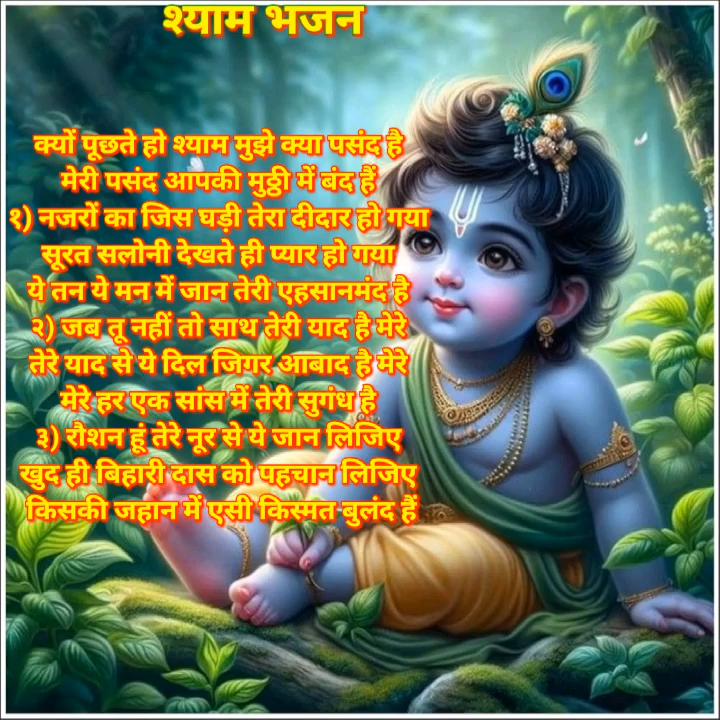 श्याम भजन
क्यों पूछते हो श्याम मुझे क्या पसंद है
मेरी पसंद आपकी मुठ्ठी में बंद हैं
१) नजरों का जिस घड़ी तेरा दीदार हो गया
सूरत सलोनी देखते ही प्यार हो गया
ये तन ये मन में जान तेरी एहसानमंद है
२) जब तू नहीं तो साथ तेरी याद है मेरे
तेरे याद से ये दिल जिगर आबाद है मेरे
मेरे हर एक सांस में तेरी सुगंध है
३) रौशन हूं तेरे नूर से ये जान लिजिए
खुद ही बिहारी दास को पहचान लिजिए
किसकी जहान में एसी किस्मत बुलंद हैं